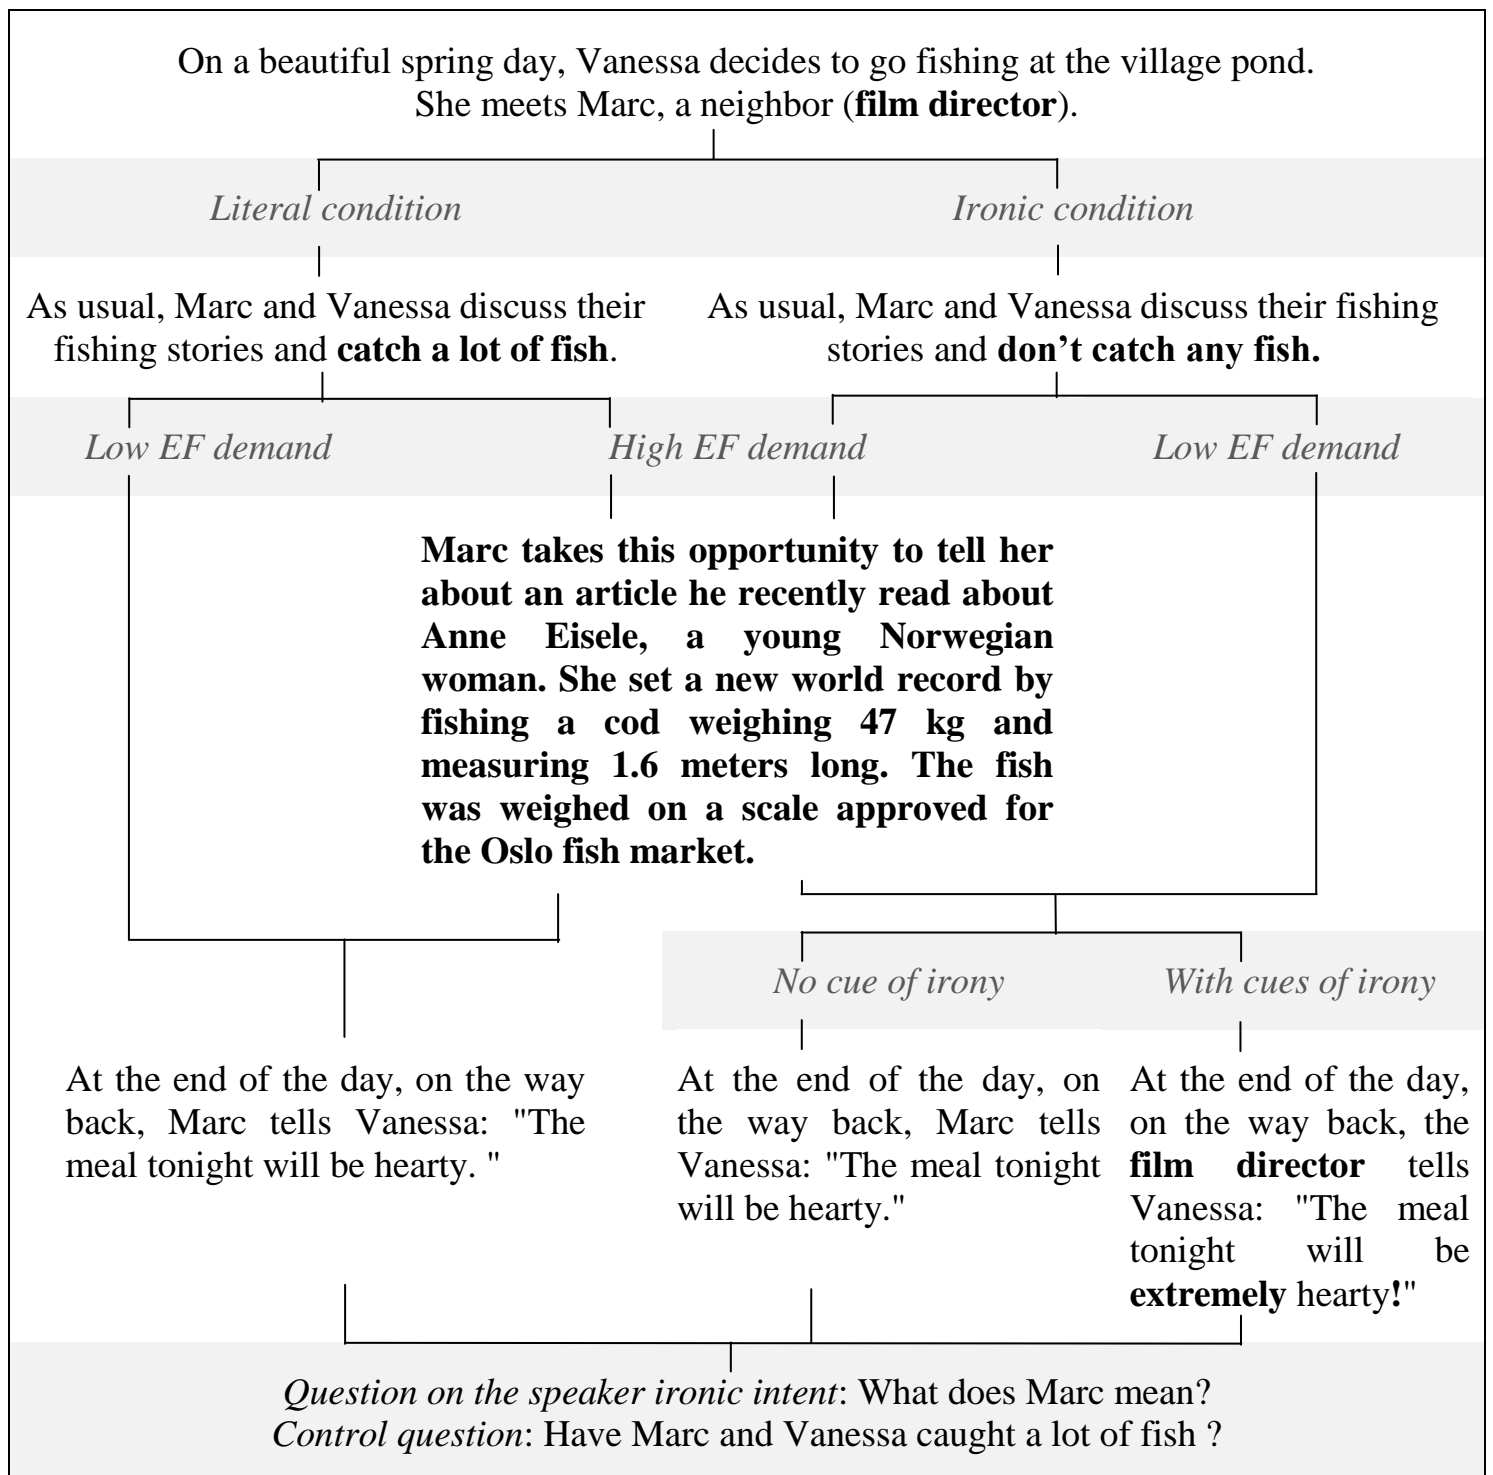 On a beautiful spring day, Vanessa decides to go fishing at the village pond.
She meets Marc, a neighbor (film director).
Literal condition
Ironic condition
As usual, Marc and Vanessa discuss their
fishing stories and catch a lot of fish.
As usual, Marc and Vanessa discuss their fishing
stories and don't catch any fish.
Low EF demand
High EF demand
Low EF demand
Marc takes this opportunity to tell her
about an article he recently read about
Anne Eisele, a young Norwegian
woman. She set a new world record by
fishing a cod weighing 47 kg and
measuring 1.6 meters long. The fish
was weighed on a scale approved for
the Oslo fish market.
No cue of irony
With cues of irony
At the end of the day, on the way
back, Marc tells Vanessa: "The
meal tonight will be hearty. "
At the end of the day, on
the way back, Marc tells
Vanessa: "The meal tonight
will be hearty."
At the end of the day,
on the way back, the
film director tells
Vanessa: "The meal
tonight will be
extremely hearty!"
Question on the speaker ironic intent: What does Marc mean?
Control question: Have Marc and Vanessa caught a lot of fish ?